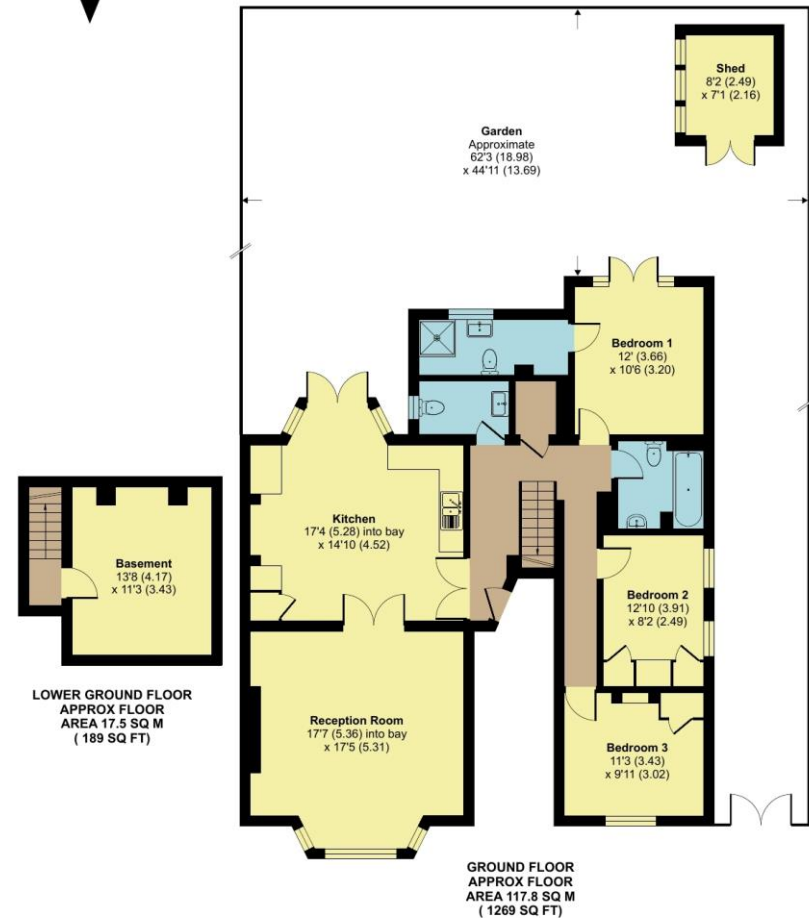 Shed
8'2 (2.49)
x 7'1 (2.16)
Garden
Approximate
62'3 (18.98)
x 44'11 (13.69)
Bedroom 1
12' (3.66)
x 10'6 (3.20)
Kitchen
17'4 (5.28) into bay
x 14'10 (4.52)
Basement
13'8 (4.17)
x 11'3 (3.43)
Bedroom 2
12'10 (3.91)
x 8'2 (2.49)
LOWER GROUND FLOOR
APPROX FLOOR
AREA 17.5 SQ M
( 189 SQ FT)
Reception Room
17'7 (5.36) into bay
x 17'5 (5.31)
Bedroom 3
11'3 (3.43)
x 9'11 (3.02)
GROUND FLOOR
APPROX FLOOR
AREA 117.8 SQ M
( 1269 SQ FT)